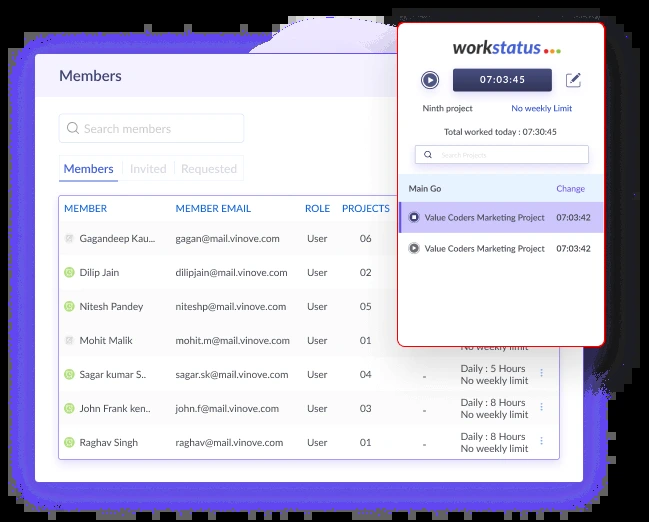 Members
Search members
Members Invited Requested
MEMBER MEMBER EMAIL ROLE PROJECTS
Gagandeep Kau... gagan@mail.vinove.com User 06
Dilip Jain dilipjain@mail.vinove.com User 02
Nitesh Pandey niteshp@mail.vinove.com User 05
Mohit Malik mohit.m@mail.vinove.com User 01
No weekly limit
Sagar kumar S.. sagar.sk@mail.vinove.com User 04 - Daily : 5 Hours
No weekly limit
John Frank ken.. john.f@mail.vinove.com User 03 - Daily : 8 Hours
No weekly limit
Raghav Singh raghav@mail.vinove.com User 01 - Daily : 8 Hours
No weekly limit
workstatus
07:03:45
Ninth project No weekly Limit
Total worked today : 07:30:45
Search Projects
Main Go Change
Value Coders Marketing Project 07:03:42
Value Coders Marketing Project 07:03:42